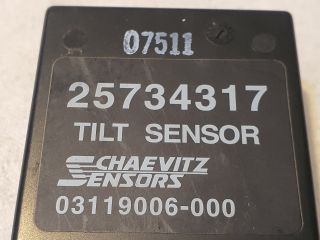 07511
25734317
TILT SENSOR
SCHAEVITZ
SENSORS
03119006-000